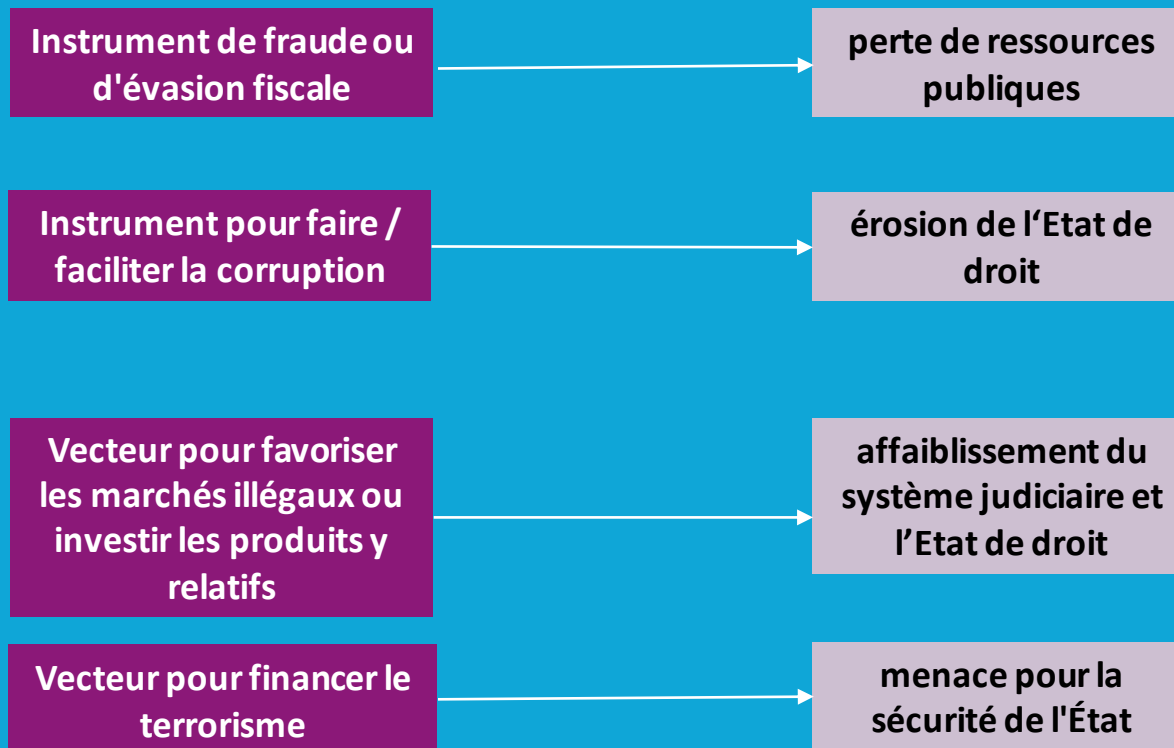 Instrument de fraude ou
d'évasion fiscale
perte de ressources
publiques
Instrument pour faire /
faciliter la corruption
érosion de l‘Etat de
droit
Vecteur pour favoriser
les marchés illégaux ou
investir les produits y
relatifs
affaiblissement du
système judiciaire et
l’Etat de droit
Vecteur pour financer le
terrorisme
menace pour la
sécurité de l'État